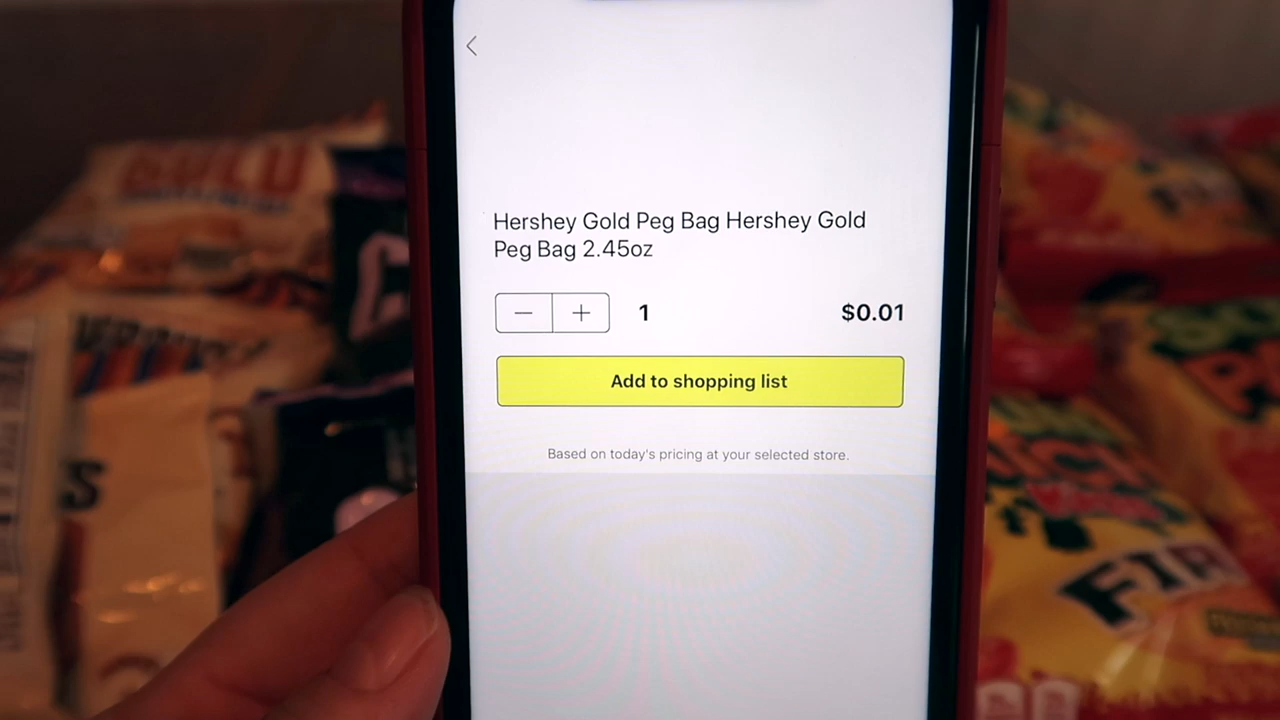 Hershey Gold Peg Bag Hershey Gold
Peg Bag 2.45oz
1
$0.01
Add to shopping list
Based on today's pricing at your selected store.
GOLD